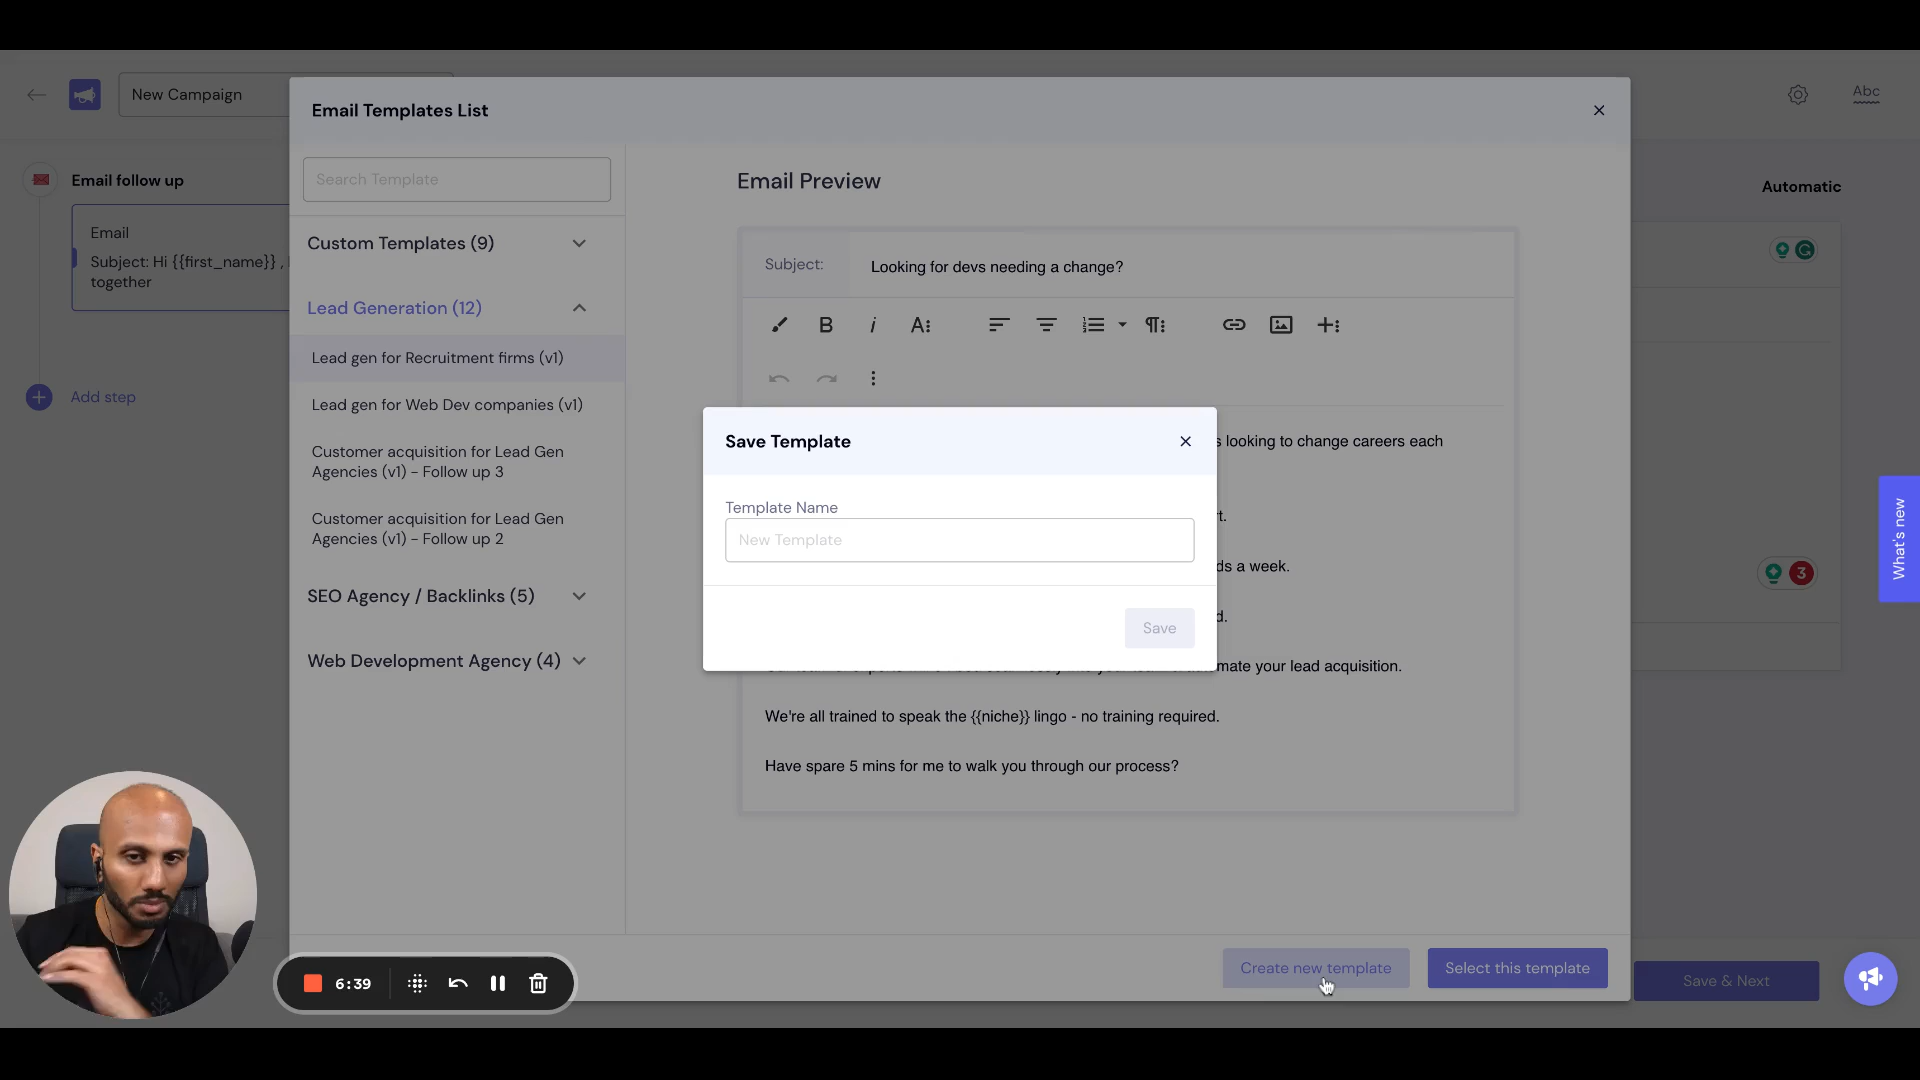 New Campaign
Abc
Email Templates List
Email follow up
Automatic
Email
Subject: Hi {{first_name}} ,
together
Add step
Search Template
Custom Templates (9)
Lead Generation (12)
Lead gen for Recruitment firms (v1)
Lead gen for Web Dev companies (v1)
Customer acquisition for Lead Gen
Agencies (v1) - Follow up 3
Customer acquisition for Lead Gen
Agencies (v1) - Follow up 2
SEO Agency / Backlinks (5)
Web Development Agency (4)
Email Preview
Subject:
Looking for devs needing a change?
looking to change careers each
ds a week.
Save Template
Template Name
New Template
Save
mate your lead acquisition.
We're all trained to speak the {{niche}} lingo - no training required.
Have spare 5 mins for me to walk you through our process?
3
What's new
6:39
Create new template
Select this template
Save & Next